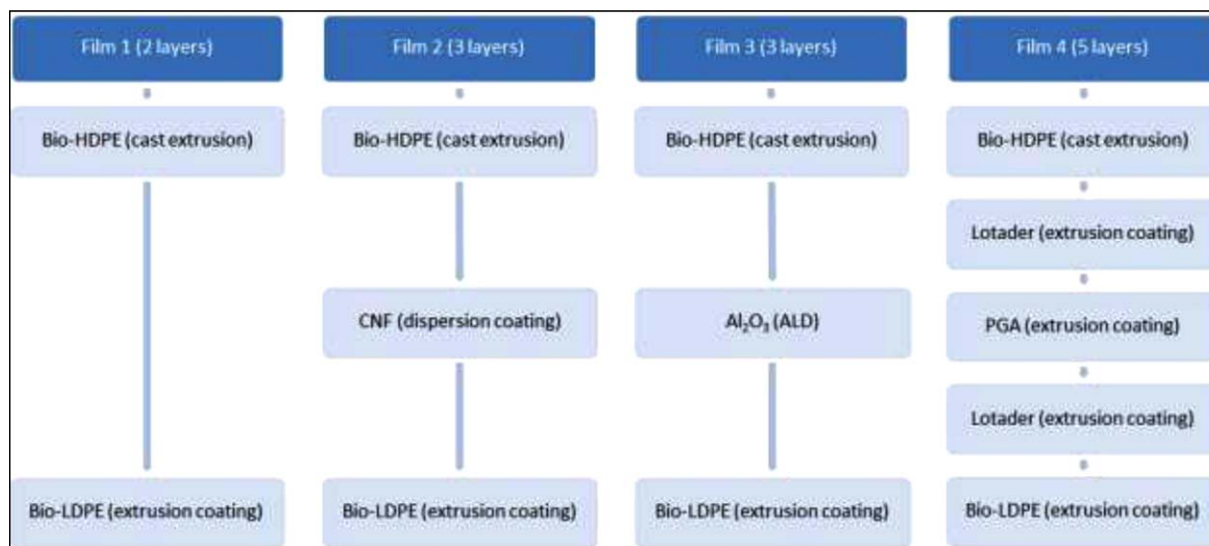 Film 1 (2 layers)
Bio-HDPE (cast extrusion)
Bio-LDPE (extrusion coating)
Film 2 (3 layers)
Bio-HDPE (cast extrusion)
CNF (dispersion coating)
Bio-LDPE (extrusion coating)
Film 3 (3 layers)
Bio-HDPE (cast extrusion)
Al₂O₃ (ALD)
Bio-LDPE (extrusion coating)
Film 4 (5 layers)
Bio-HDPE (cast extrusion)
Lotader (extrusion coating)
PGA (extrusion coating)
Lotader (extrusion coating)
Bio-LDPE (extrusion coating)